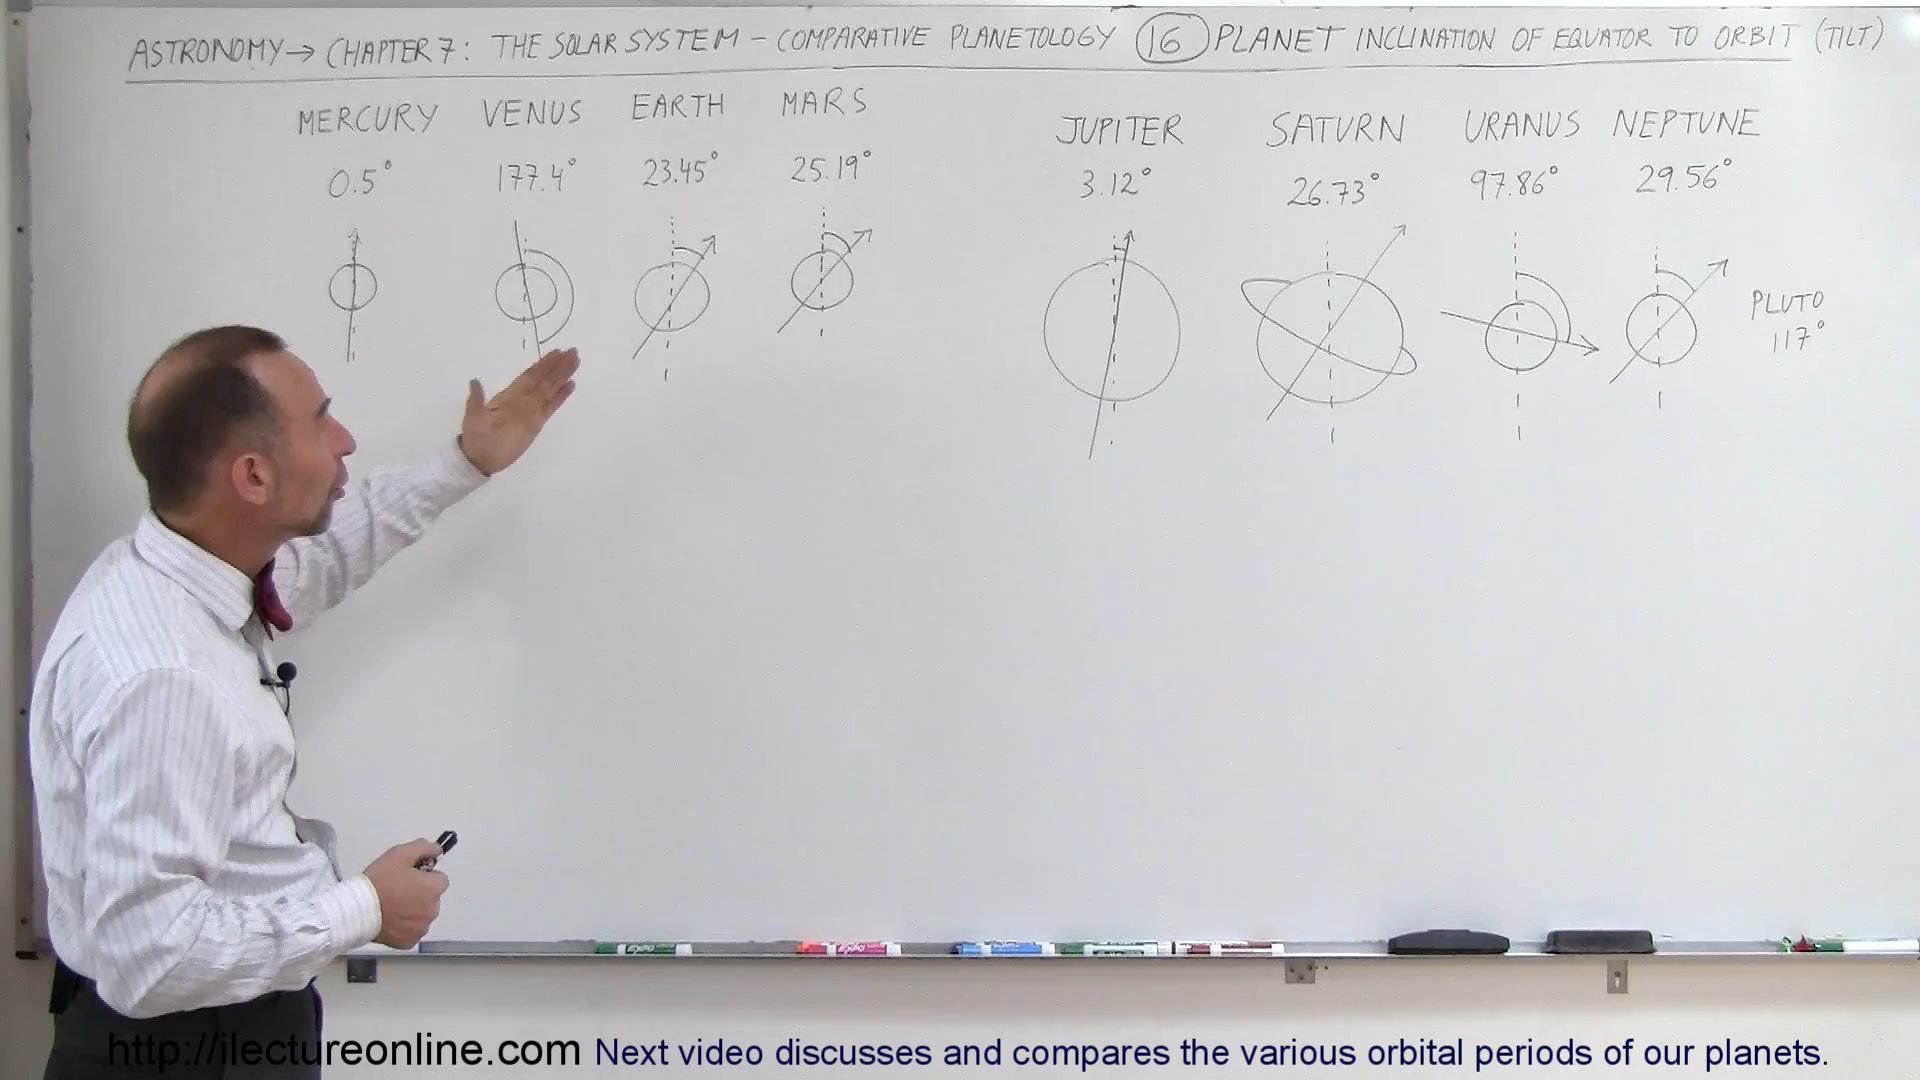 ASTRONOMY → CHAPTER 7: THE SOLAR SYSTEM – COMPARATIVE PLANETOLOGY 16 PLANET INCLINATION OF EQUATOR TO ORBIT (TILT)
MERCURY VENUS EARTH MARS JUPITER SATURN URANUS NEPTUNE
0.5° 177.4° 23.45° 25.19° 3.12° 26.73° 97.86° 29.56°
PLUTO
117°
http://ilectureonline.com Next video discusses and compares the various orbital periods of our planets.